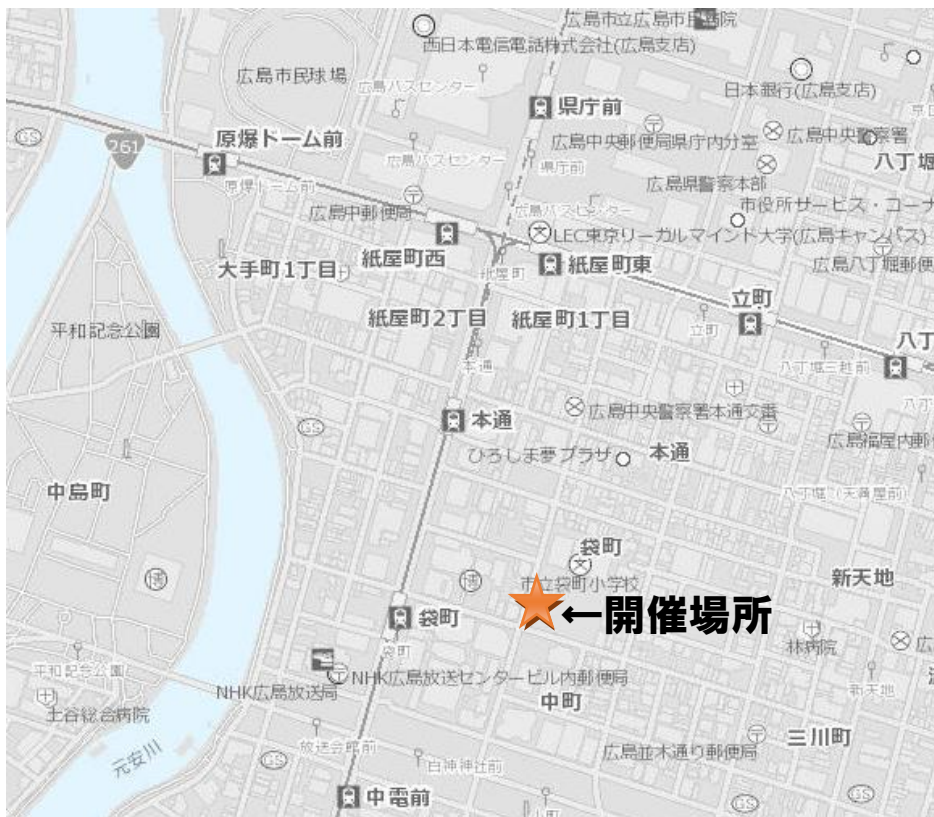 広島市立広島市民病院
西日本電信電話株式会社(広島支店)
広島市民球場
広島バスセンター
日本銀行(広島支店)
県庁前
原爆ドーム前
261
広島中央郵便局県庁内分室
広島中央警察署
八丁堀
広島バスセンター
県庁前
広島県警察本部
原爆ドーム前
広島中郵便局
広島バスセンター
市役所サービス・コーナ
LEC東京リーガルマインド大学(広島キャンパス)
紙屋町西
大手町1丁目
紙屋町
紙屋町東
広島八丁堀郵便
立町
平和記念公園
紙屋町2丁目
紙屋町1丁目
立町
八丁
本通
八丁堀三越前
広島中央警察署本通交番
本通
広島福屋内郵便
ひろしま夢プラザ
本通
中島町
八丁堀(天満屋前)
袋町
市立袋町小学校
新天地
←開催場所
袋町
袋町
林病院
広
平和記念公園
NHK広島放送センタービル内郵便局
NHK広島放送局
新天地
中町
土谷総合病院
三川町
放送会館前
広島並木通り郵便局
白神神社前
元安川
GS
中電前